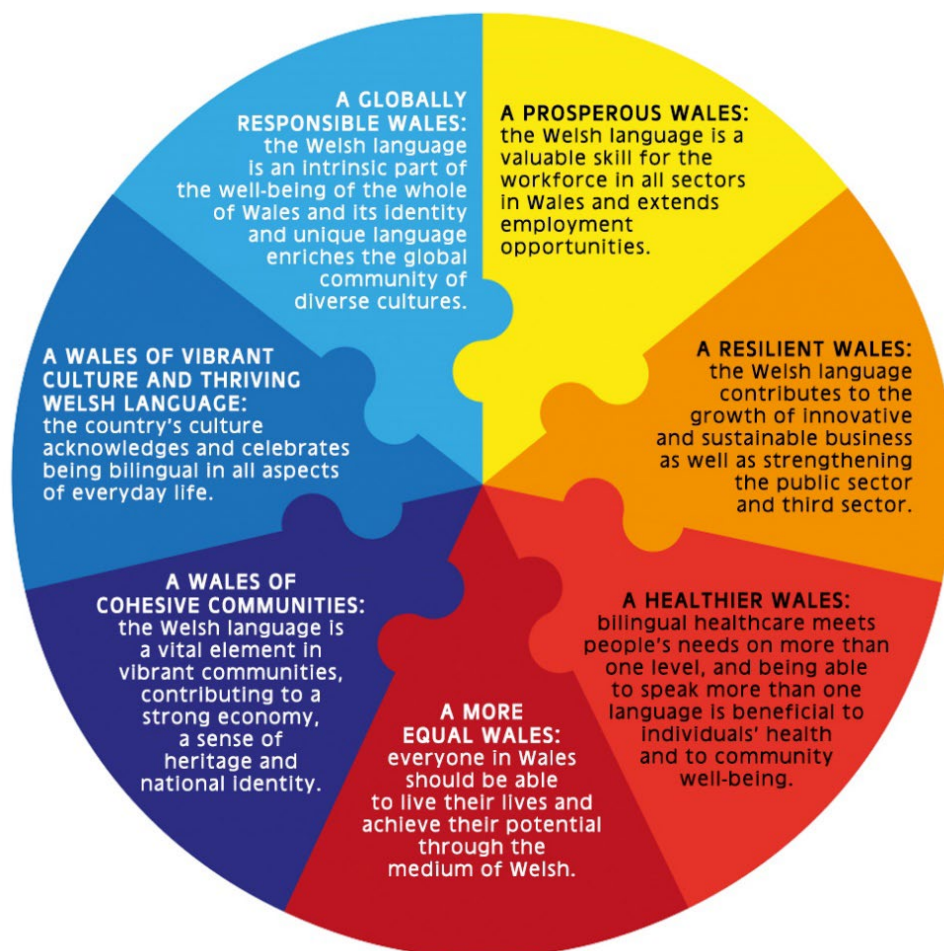 A GLOBALLY
RESPONSIBLE WALES:
the Welsh language
is an intrinsic part of
the well-being of the whole
of Wales and its identity
and unique language
enriches the global
community of
diverse cultures.
A PROSPEROUS WALES:
the Welsh language is a
valuable skill for the
workforce in all sectors
in Wales and extends
employment
opportunities.
A RESILIENT WALES:
the Welsh language
contributes to the
growth of innovative
and sustainable business
as well as strengthening
the public sector
and third sector.
A HEALTHIER WALES:
bilingual healthcare meets
people's needs on more than
one level, and being able
to speak more than one
language is beneficial to
individuals' health
and to community
well-being.
A MORE
EQUAL WALES:
everyone in Wales
should be able
to live their lives and
achieve their potential
through the
medium of Welsh.
A WALES OF
COHESIVE COMMUNITIES:
the Welsh language is
a vital element in
vibrant communities,
contributing to a
strong economy,
a sense of
heritage and
national identity.
A WALES OF VIBRANT
CULTURE AND THRIVING
WELSH LANGUAGE:
the country's culture
acknowledges and celebrates
being bilingual in all aspects
of everyday life.